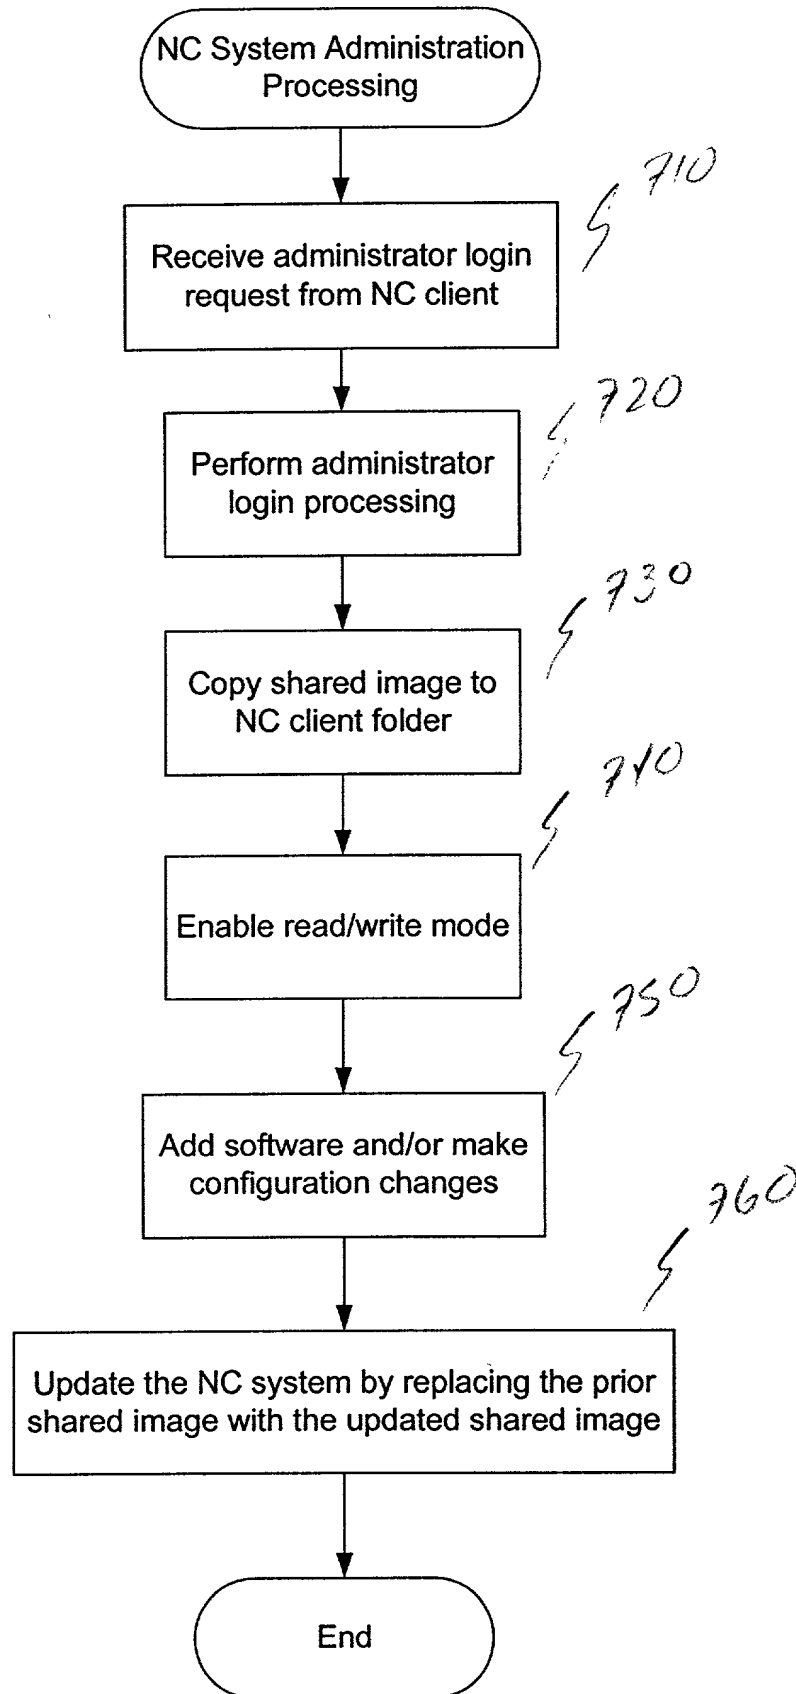 NC System Administration
Processing
710
Receive administrator login
request from NC client
720
Perform administrator
login processing
730
Copy shared image to
NC client folder
740
Enable read/write mode
750
Add software and/or make
configuration changes
760
Update the NC system by replacing the prior
shared image with the updated shared image
End